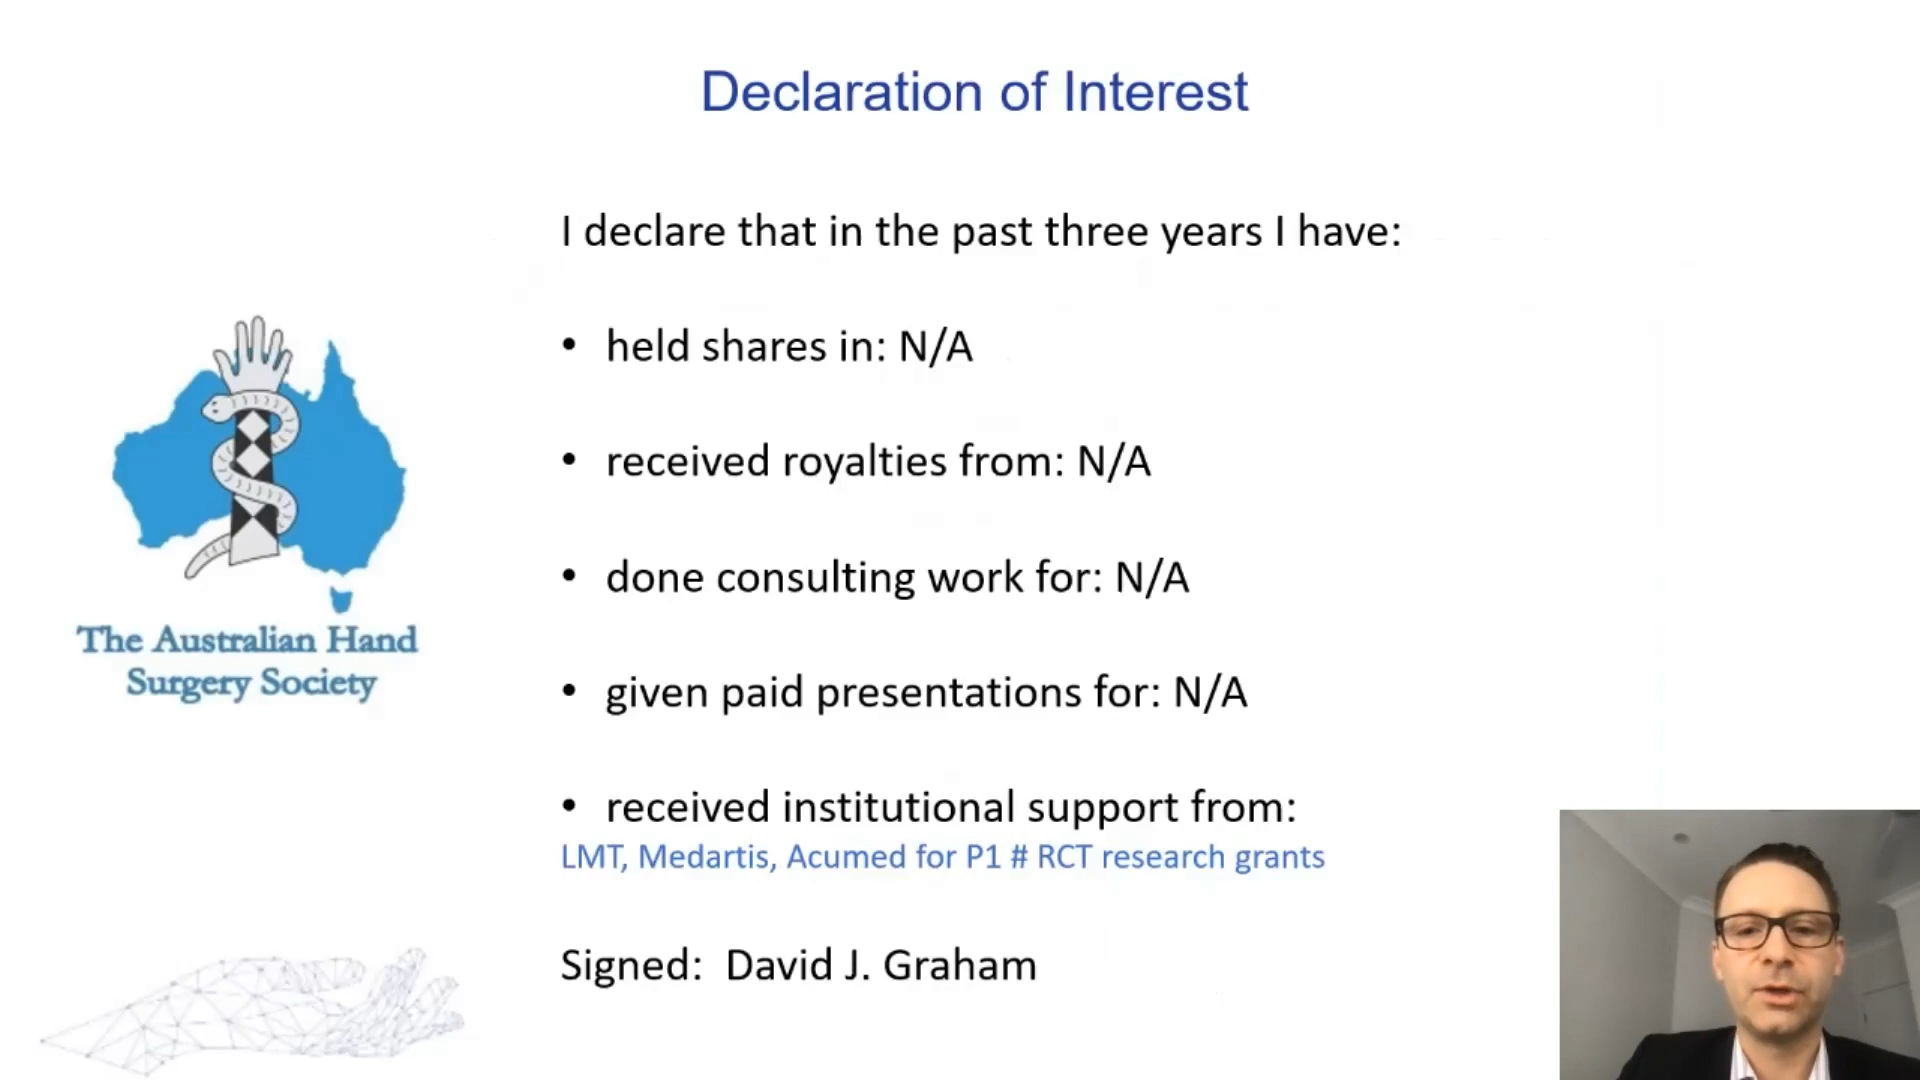 Declaration of Interest
I declare that in the past three years I have:
• held shares in: N/A
• received royalties from: N/A
• done consulting work for: N/A
• given paid presentations for: N/A
• received institutional support from:
LMT, Medartis, Acumed for P1 # RCT research grants
Signed: David J. Graham
The Australian Hand
Surgery Society